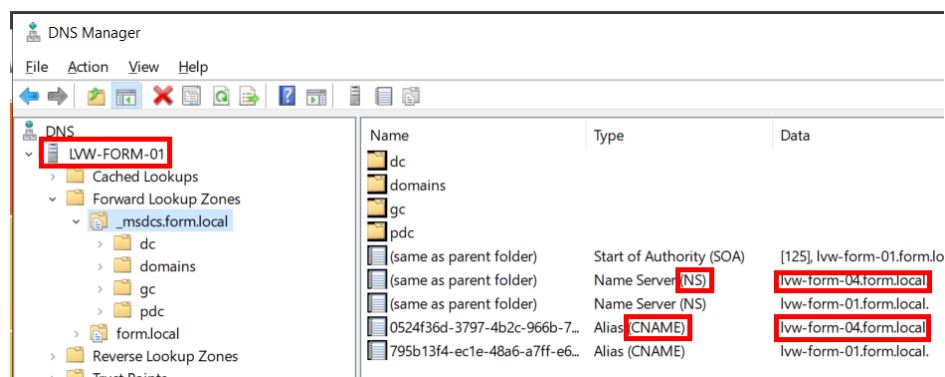 DNS Manager
File Action View Help
DNS
LVW-FORM-01
Cached Lookups
Forward Lookup Zones
_msdcs.form.local
dc
domains
gc
pdc
form.local
Reverse Lookup Zones
Trust Points
Name Type Data
dc
domains
gc
pdc
(same as parent folder) Start of Authority (SOA) [125], lvw-form-01.form.lo
(same as parent folder) Name Server (NS) lvw-form-04.form.local.
(same as parent folder) Name Server (NS) lvw-form-01.form.local.
0524f36d-3797-4b2c-966b-7... Alias (CNAME) lvw-form-04.form.local.
795b13f4-ec1e-48a6-a7ff-e6... Alias (CNAME) lvw-form-01.form.local.